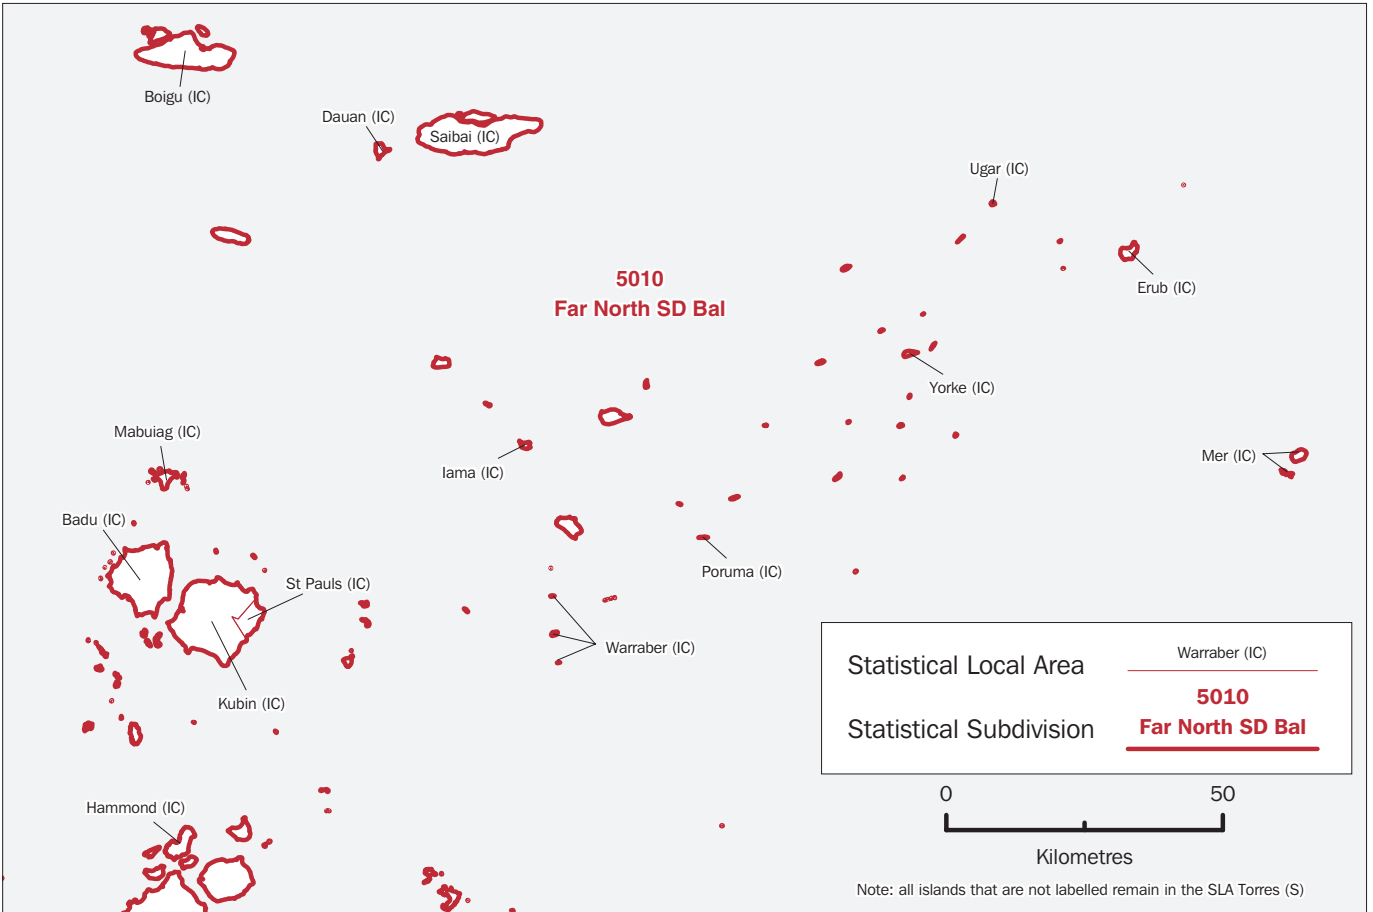 Boigu (IC)
Dauan (IC)
Saibai (IC)
Ugar (IC)
Erub (IC)
5010
Far North SD Bal
Yorke (IC)
Mabuiag (IC)
Iama (IC)
Mer (IC)
Badu (IC)
Poruma (IC)
St Pauls (IC)
Warraber (IC)
Kubin (IC)
Statistical Local Area
Warraber (IC)
5010
Statistical Subdivision
Far North SD Bal
Hammond (IC)
0 50
Kilometres
Note: all islands that are not labelled remain in the SLA Torres (S)